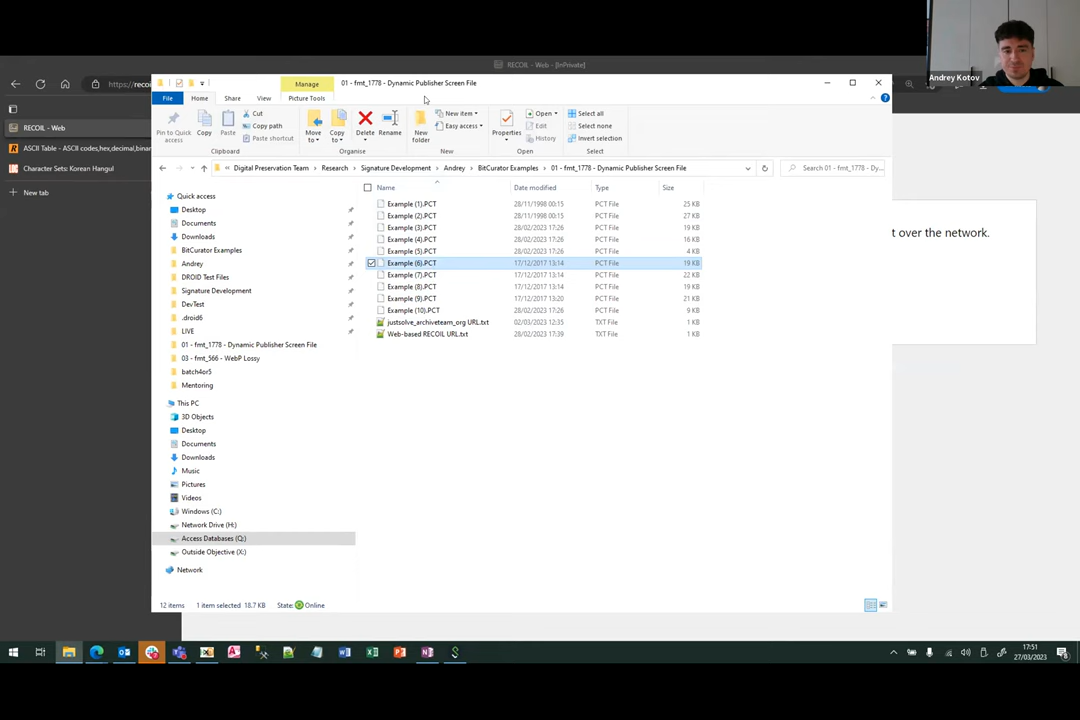 RECOIL - Web - [InPrivate]
Andrey Kotov
https://recoil
RECOIL - Web
ASCII Table - ASCII codes,hex,decimal,binar
Character Sets: Korean Hangul
New tab
t over the network.
Manage
01 - fmt_1778 - Dynamic Publisher Screen File
File
Home
Share
View
Picture Tools
Pin to Quick access
Copy
Paste
Cut
Copy path
Paste shortcut
Clipboard
Move to
Copy to
Delete
Rename
Organise
New folder
New item
Easy access
New
Properties
Open
Edit
History
Open
Select all
Select none
Invert selection
Select
« Digital Preservation Team > Research > Signature Development > Andrey > BitCurator Examples > 01 - fmt_1778 - Dynamic Publisher Screen File
Search 01 - fmt_1778 - Dy...
Quick access
Desktop
Documents
Downloads
BitCurator Examples
Andrey
DROID Test Files
Signature Development
DevTest
.droid6
LIVE
01 - fmt_1778 - Dynamic Publisher Screen File
03 - fmt_566 - WebP Lossy
batch4or5
Mentoring
This PC
3D Objects
Desktop
Documents
Downloads
Music
Pictures
Videos
Windows (C:)
Network Drive (H:)
Access Databases (Q:)
Outside Objective (X:)
Network
Name Date modified Type Size
Example (1).PCT 28/11/1998 00:15 PCT File 25 KB
Example (2).PCT 28/11/1998 00:15 PCT File 27 KB
Example (3).PCT 28/02/2023 17:26 PCT File 19 KB
Example (4).PCT 28/02/2023 17:26 PCT File 16 KB
Example (5).PCT 28/02/2023 17:26 PCT File 4 KB
Example (6).PCT 17/12/2017 13:14 PCT File 19 KB
Example (7).PCT 17/12/2017 13:14 PCT File 22 KB
Example (8).PCT 17/12/2017 13:14 PCT File 19 KB
Example (9).PCT 17/12/2017 13:20 PCT File 21 KB
Example (10).PCT 28/02/2023 17:26 PCT File 9 KB
justsolve_archiveteam_org URL.txt 02/03/2023 12:35 TXT File 1 KB
Web-based RECOIL URL.txt 28/02/2023 17:39 TXT File 1 KB
12 items 1 item selected 18.7 KB State: Online
17:51
27/03/2023